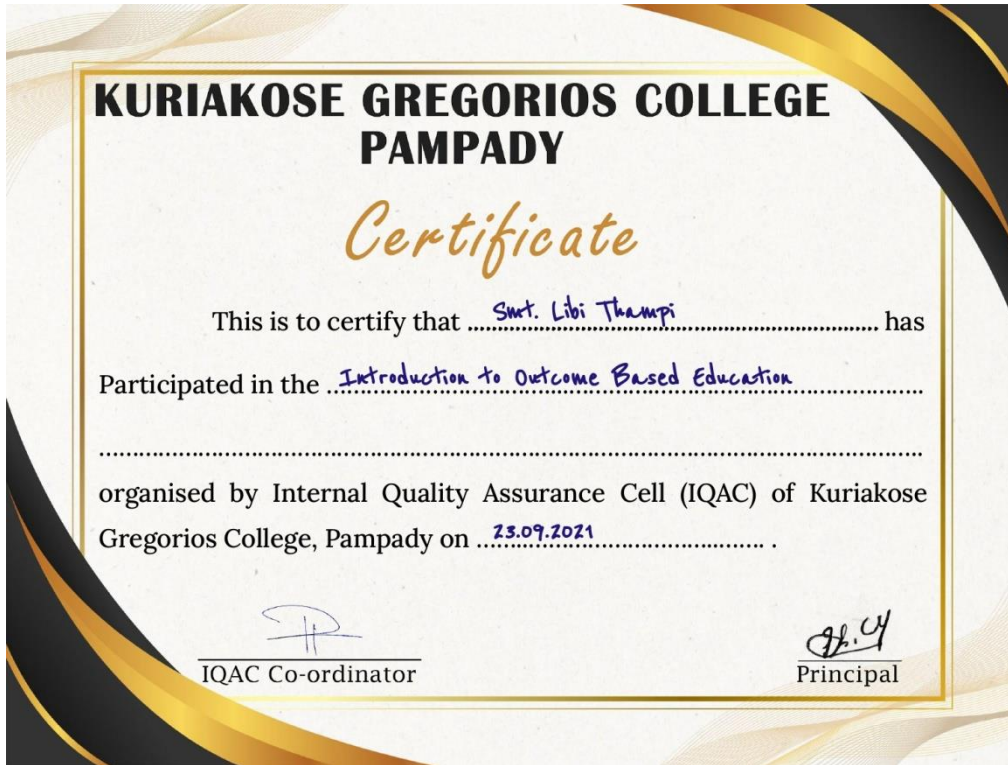 KURIAKOSE GREGORIOS COLLEGE
PAMPADY
Certificate
This is to certify that ..... Smt. Libi Thampi ..... has
Participated in the ..... Introduction to Outcome Based Education .....
.....
organised by Internal Quality Assurance Cell (IQAC) of Kuriakose
Gregorios College, Pampady on ..... 23.09.2021 ..... .
IQAC Co-ordinator
Principal